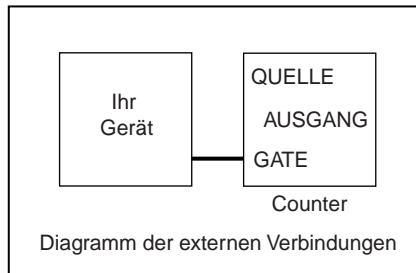 Ihr
Gerät
QUELLE
AUSGANG
GATE
Counter
Diagramm der externen Verbindungen